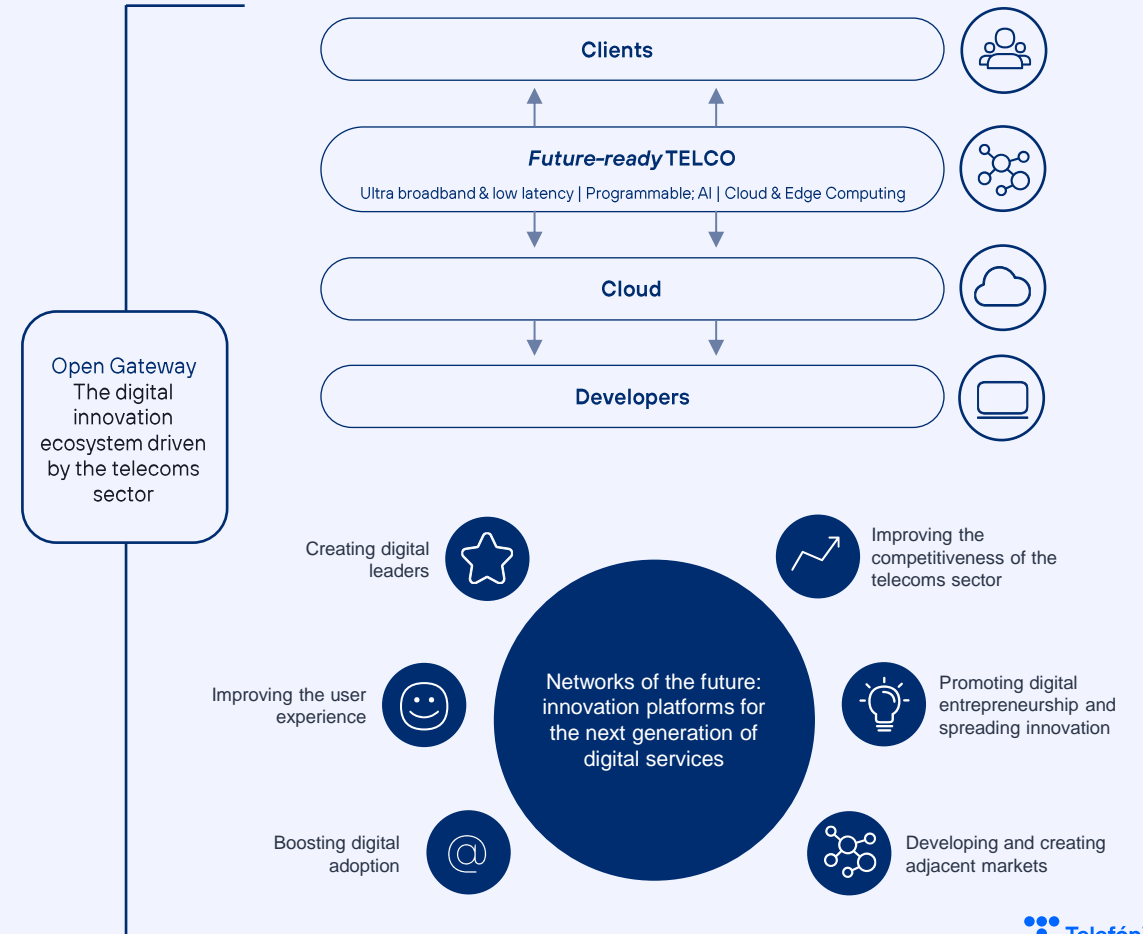 Clients
Future-ready TELCO
Ultra broadband & low latency | Programmable; AI | Cloud & Edge Computing
Cloud
Developers
Open Gateway
The digital
innovation
ecosystem driven
by the telecoms
sector
Creating digital
leaders
Improving the
competitiveness of the
telecoms sector
Improving the user
experience
Networks of the future:
innovation platforms for
the next generation of
digital services
Promoting digital
entrepreneurship and
spreading innovation
Boosting digital
adoption
@
Developing and creating
adjacent markets